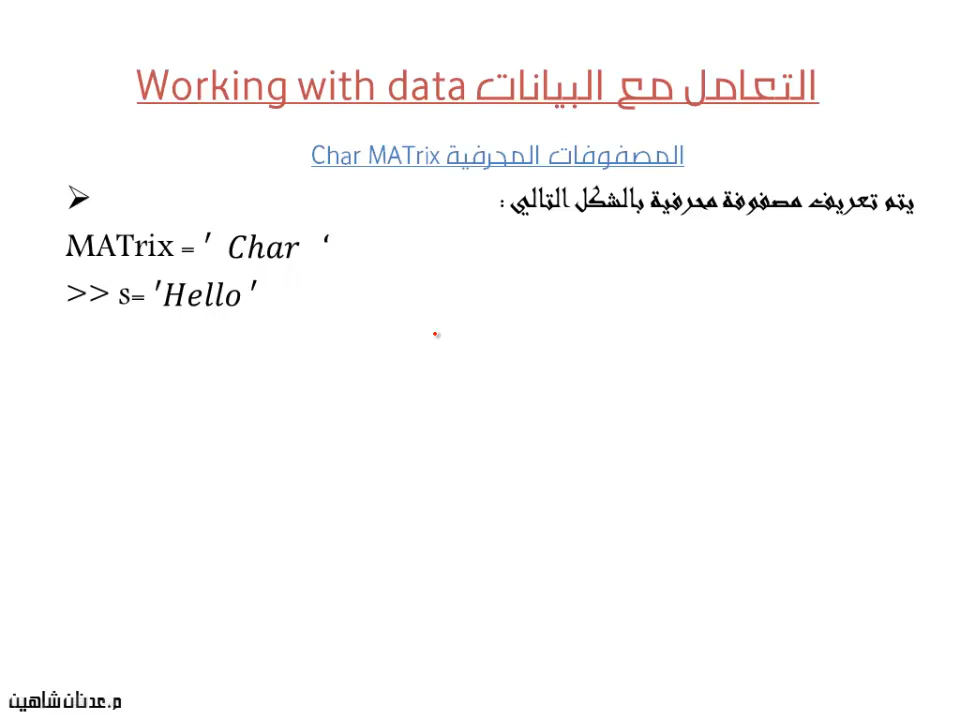 التعامل مع البيانات Working with data
المصفوفات المحرفية Char MATrix
➢ يتم تعريف مصفوفة محرفية بالشكل التالي :
MATrix = ′ Char ‘
>> s= ′Hello ′
م.عدنان شاهين